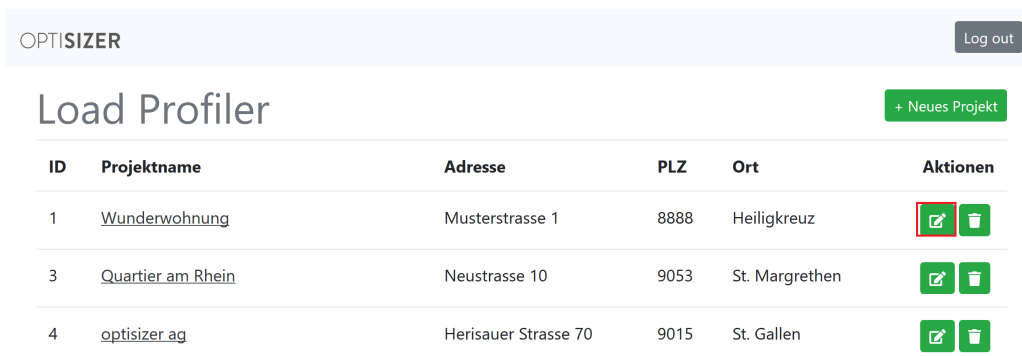 OPTISIZER Log out
Load Profiler + Neues Projekt
ID Projektname Adresse PLZ Ort Aktionen
1 Wunderwohnung Musterstrasse 1 8888 Heiligkreuz
3 Quartier am Rhein Neustrasse 10 9053 St. Margrethen
4 optisizer ag Herisauer Strasse 70 9015 St. Gallen